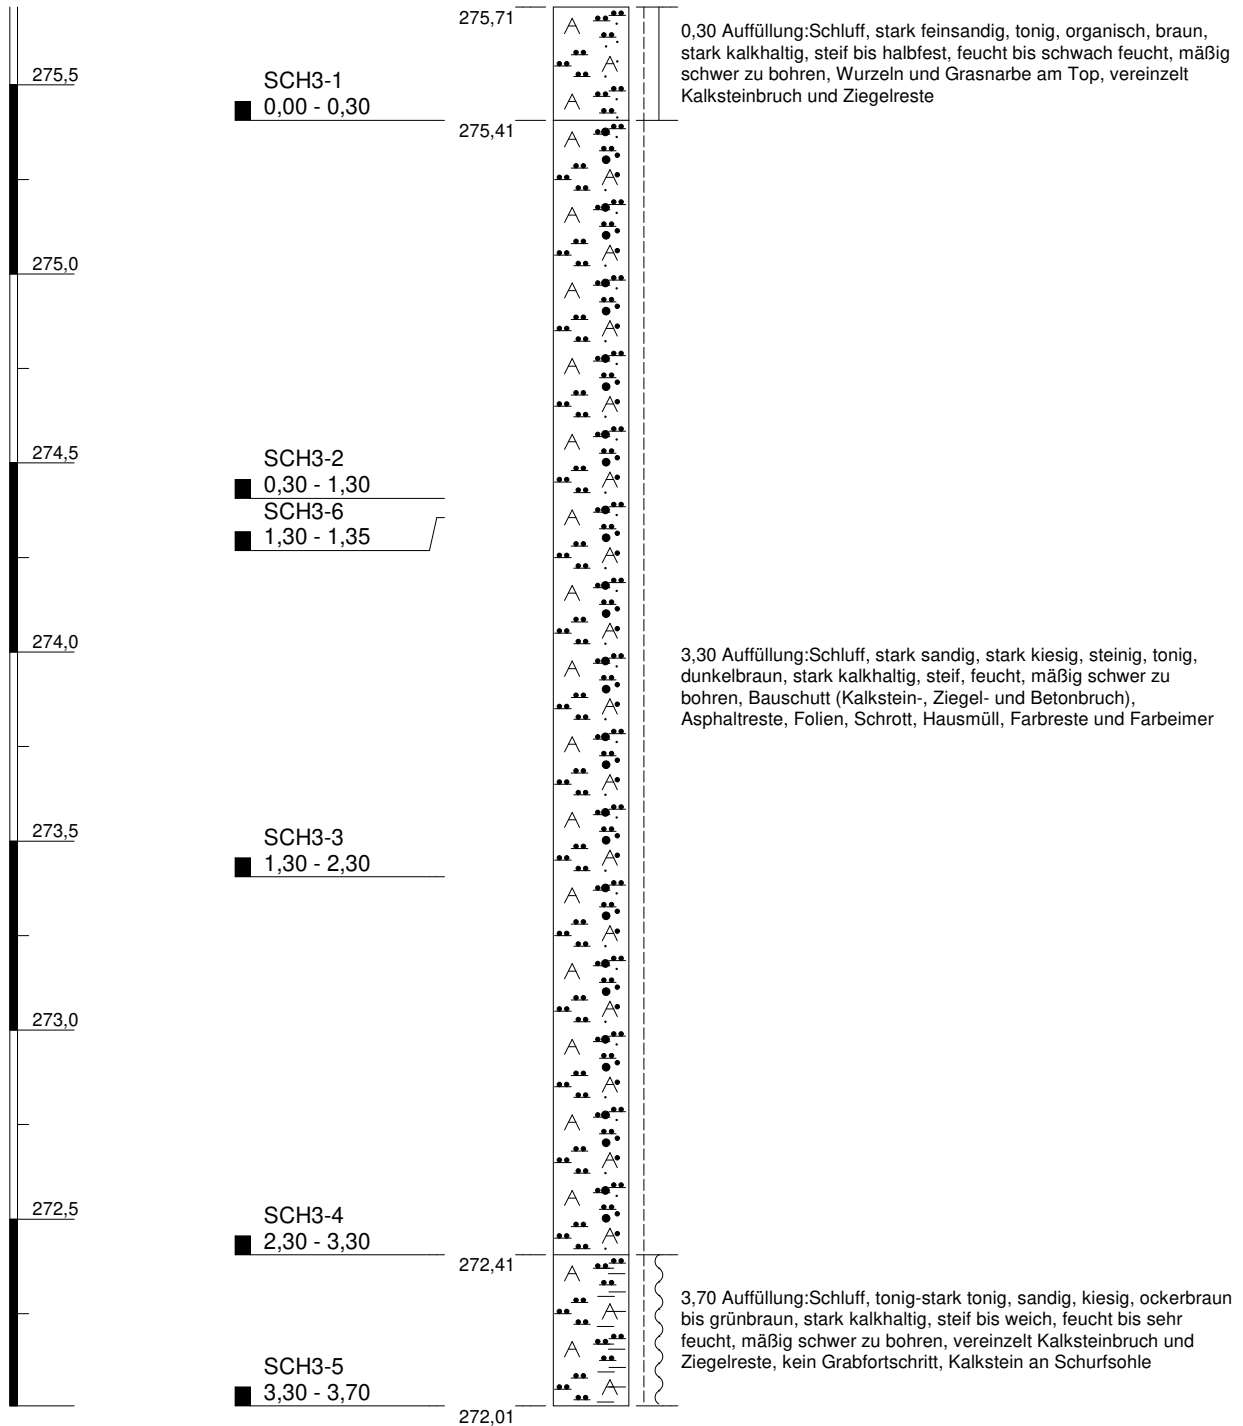 275,71
0,30 Auffüllung:Schluff, stark feinsandig, tonig, organisch, braun,
stark kalkhaltig, steif bis halbfest, feucht bis schwach feucht, mäßig
schwer zu bohren, Wurzeln und Grasnarbe am Top, vereinzelt
Kalksteinbruch und Ziegelreste
275,5
SCH3-1
0,00 - 0,30
275,41
275,0
274,5
SCH3-2
0,30 - 1,30
SCH3-6
1,30 - 1,35
274,0
3,30 Auffüllung:Schluff, stark sandig, stark kiesig, steinig, tonig,
dunkelbraun, stark kalkhaltig, steif, feucht, mäßig schwer zu
bohren, Bauschutt (Kalkstein-, Ziegel- und Betonbruch),
Asphaltreste, Folien, Schrott, Hausmüll, Farbreste und Farbeimer
273,5
SCH3-3
1,30 - 2,30
273,0
272,5
SCH3-4
2,30 - 3,30
272,41
3,70 Auffüllung:Schluff, tonig-stark tonig, sandig, kiesig, ockerbraun
bis grünbraun, stark kalkhaltig, steif bis weich, feucht bis sehr
feucht, mäßig schwer zu bohren, vereinzelt Kalksteinbruch und
Ziegelreste, kein Grabfortschritt, Kalkstein an Schurfsohle
SCH3-5
3,30 - 3,70
272,01